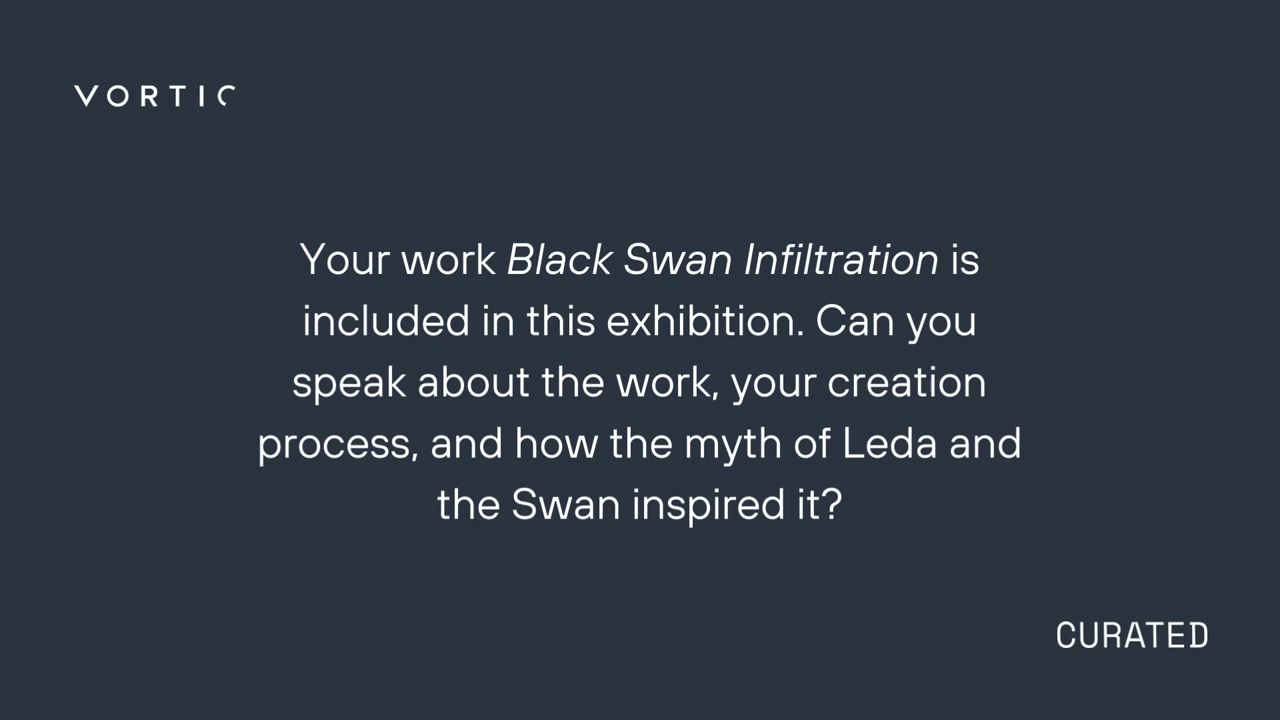 VORTIC
Your work Black Swan Infiltration is
included in this exhibition. Can you
speak about the work, your creation
process, and how the myth of Leda and
the Swan inspired it?
CURATED